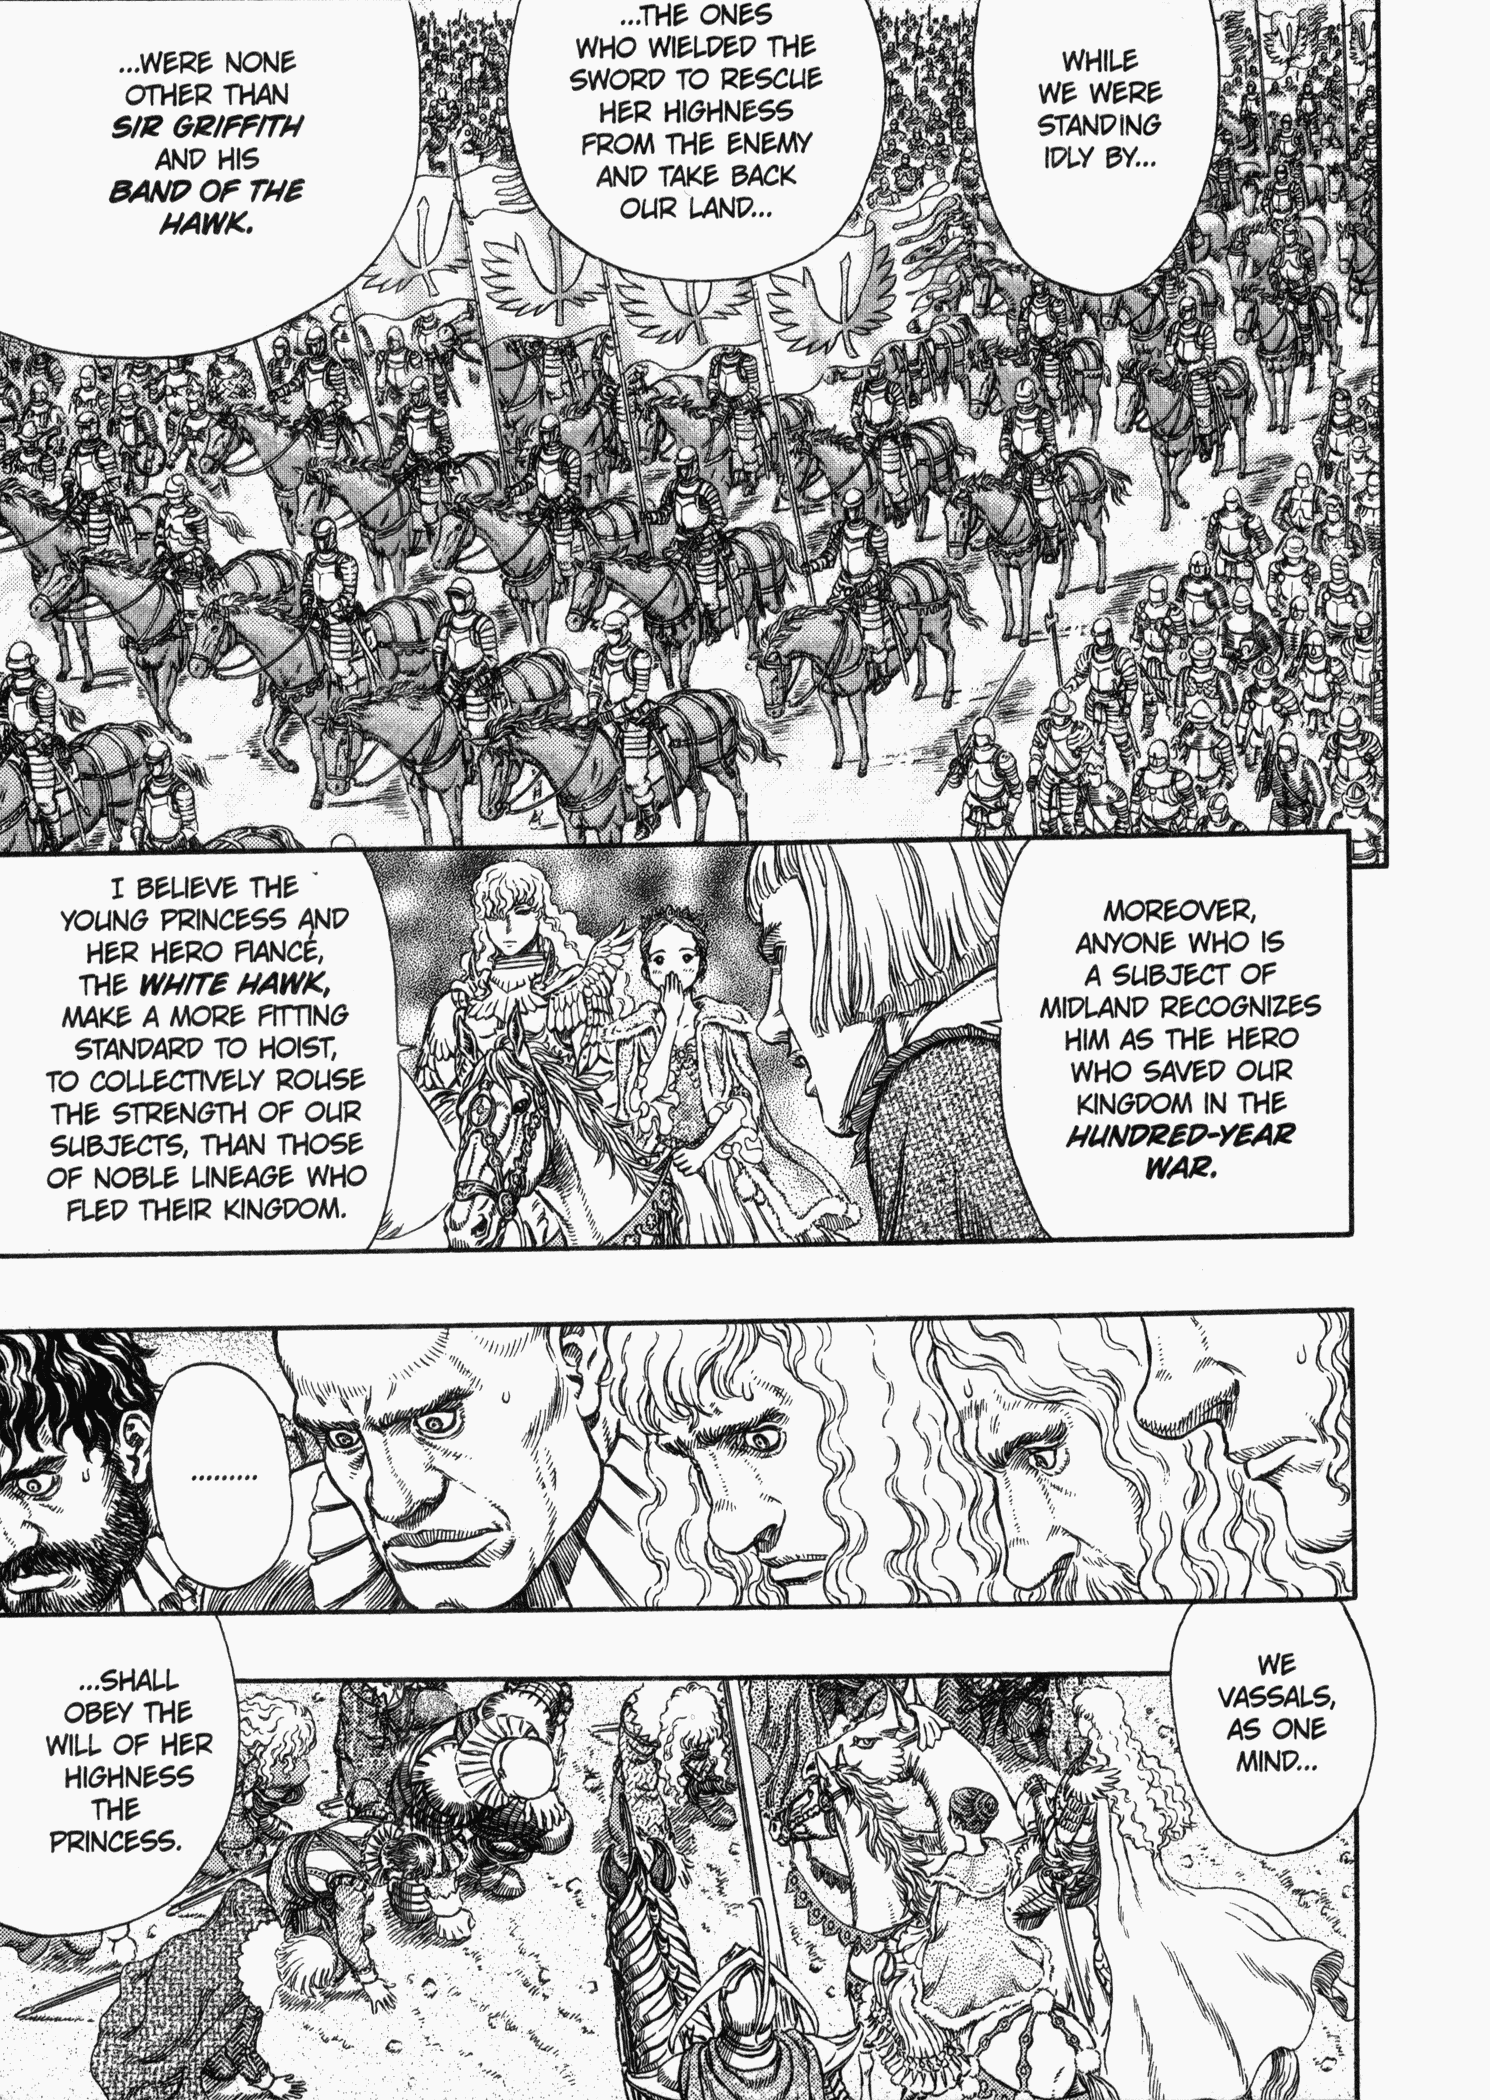 WHILE
WE WERE
STANDING
IDLY BY...
...THE ONES
WHO WIELDED THE
SWORD TO RESCUE
HER HIGHNESS
FROM THE ENEMY
AND TAKE BACK
OUR LAND...
...WERE NONE
OTHER THAN
SIR GRIFFITH
AND HIS
BAND OF THE
HAWK.
MOREOVER,
ANYONE WHO IS
A SUBJECT OF
MIDLAND RECOGNIZES
HIM AS THE HERO
WHO SAVED OUR
KINGDOM IN THE
HUNDRED-YEAR
WAR.
I BELIEVE THE
YOUNG PRINCESS AND
HER HERO FIANCÉ,
THE WHITE HAWK,
MAKE A MORE FITTING
STANDARD TO HOIST,
TO COLLECTIVELY ROUSE
THE STRENGTH OF OUR
SUBJECTS, THAN THOSE
OF NOBLE LINEAGE WHO
FLED THEIR KINGDOM.
.........
WE
VASSALS,
AS ONE
MIND...
...SHALL
OBEY THE
WILL OF HER
HIGHNESS
THE
PRINCESS.